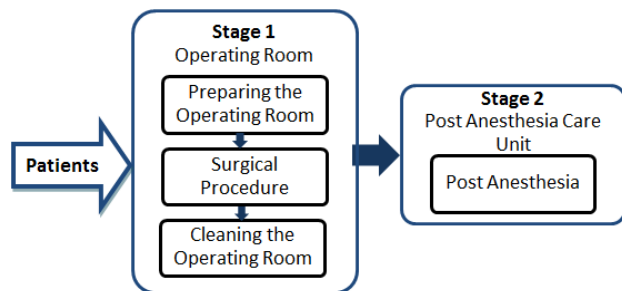 Patients
Stage 1
Operating Room
Preparing the
Operating Room
Surgical
Procedure
Cleaning the
Operating Room
Stage 2
Post Anesthesia Care
Unit
Post Anesthesia